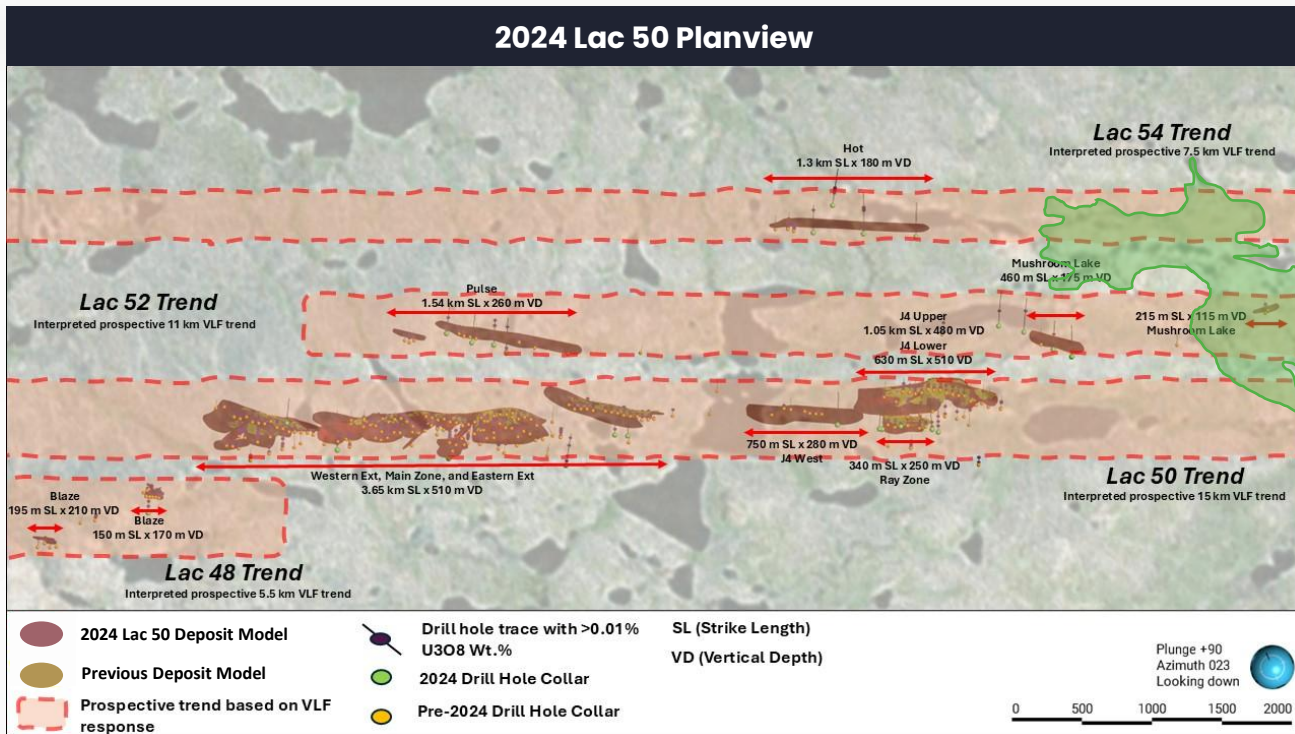 2024 Lac 50 Planview
Lac 54 Trend
Interpreted prospective 7.5 km VLF trend
Hot
1.3 km SL x 180 m VD
Mushroom Lake
460 m SL x 175 m VD
Lac 52 Trend
Interpreted prospective 11 km VLF trend
Pulse
1.54 km SL x 260 m VD
J4 Upper
1.05 km SL x 480 m VD
J4 Lower
630 m SL x 510 VD
215 m SL x 115 m VD
Mushroom Lake
750 m SL x 280 m VD
J4 West
340 m SL x 250 m VD
Ray Zone
Western Ext, Main Zone, and Eastern Ext
3.65 km SL x 510 m VD
Lac 50 Trend
Interpreted prospective 15 km VLF trend
Blaze
195 m SL x 210 m VD
Blaze
150 m SL x 170 m VD
Lac 48 Trend
Interpreted prospective 5.5 km VLF trend
2024 Lac 50 Deposit Model
Previous Deposit Model
Prospective trend based on VLF
response
Drill hole trace with >0.01%
U3O8 Wt.%
2024 Drill Hole Collar
Pre-2024 Drill Hole Collar
SL (Strike Length)
VD (Vertical Depth)
Plunge +90
Azimuth 023
Looking down
0 500 1000 1500 2000